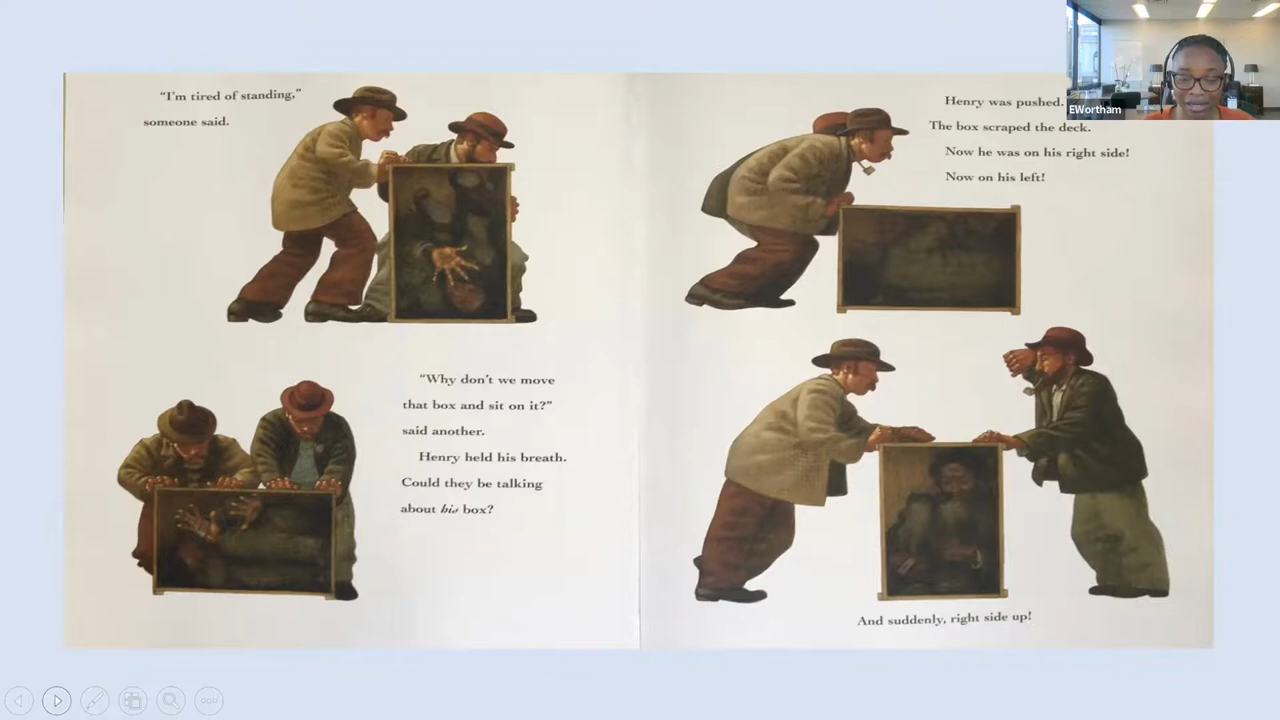 "I'm tired of standing,"
someone said.
"Why don't we move
that box and sit on it?"
said another.
Henry held his breath.
Could they be talking
about his box?
Henry was pushed.
The box scraped the deck.
Now he was on his right side!
Now on his left!
And suddenly, right side up!
EWortham